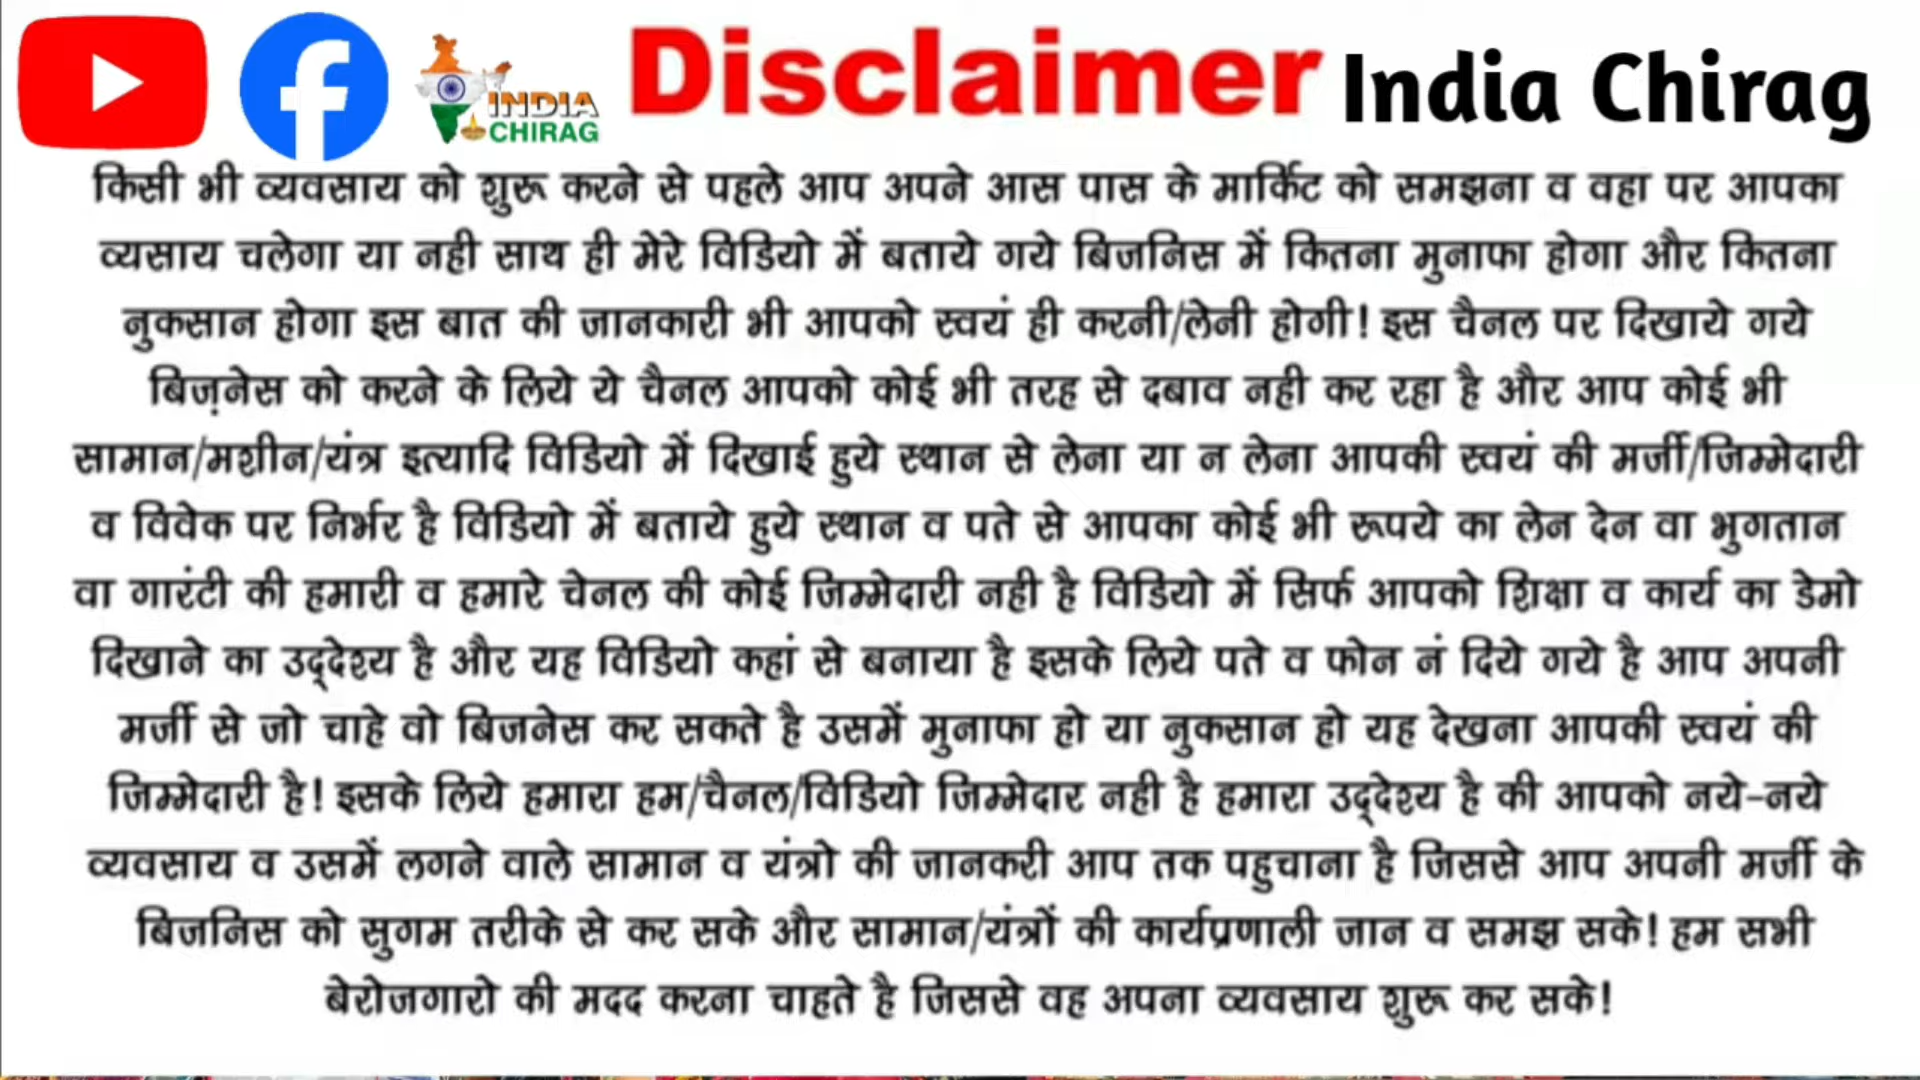 INDIA
CHIRAG
Disclaimer India Chirag
किसी भी व्यवसाय को शुरू करने से पहले आप अपने आस पास के मार्किट को समझना व वहा पर आपका
व्यसाय चलेगा या नही साथ ही मेरे विडियो में बताये गये बिजनिस में कितना मुनाफा होगा और कितना
नुकसान होगा इस बात की जानकारी भी आपको स्वयं ही करनी/लेनी होगी! इस चैनल पर दिखाये गये
बिज़नेस को करने के लिये ये चैनल आपको कोई भी तरह से दबाव नही कर रहा है और आप कोई भी
सामान/मशीन/यंत्र इत्यादि विडियो में दिखाई हुये स्थान से लेना या न लेना आपकी स्वयं की मर्जी/जिम्मेदारी
व विवेक पर निर्भर है विडियो में बताये हुये स्थान व पते से आपका कोई भी रूपये का लेन देन वा भुगतान
वा गारंटी की हमारी व हमारे चेनल की कोई जिम्मेदारी नही है विडियो में सिर्फ आपको शिक्षा व कार्य का डेमो
दिखाने का उद्देश्य है और यह विडियो कहां से बनाया है इसके लिये पते व फोन नं दिये गये है आप अपनी
मर्जी से जो चाहे वो बिजनेस कर सकते है उसमें मुनाफा हो या नुकसान हो यह देखना आपकी स्वयं की
जिम्मेदारी है! इसके लिये हमारा हम/चैनल/विडियो जिम्मेदार नही है हमारा उद्देश्य है की आपको नये-नये
व्यवसाय व उसमें लगने वाले सामान व यंत्रो की जानकरी आप तक पहुचाना है जिससे आप अपनी मर्जी के
बिजनिस को सुगम तरीके से कर सके और सामान/यंत्रों की कार्यप्रणाली जान व समझ सके! हम सभी
बेरोजगारो की मदद करना चाहते है जिससे वह अपना व्यवसाय शुरू कर सके!